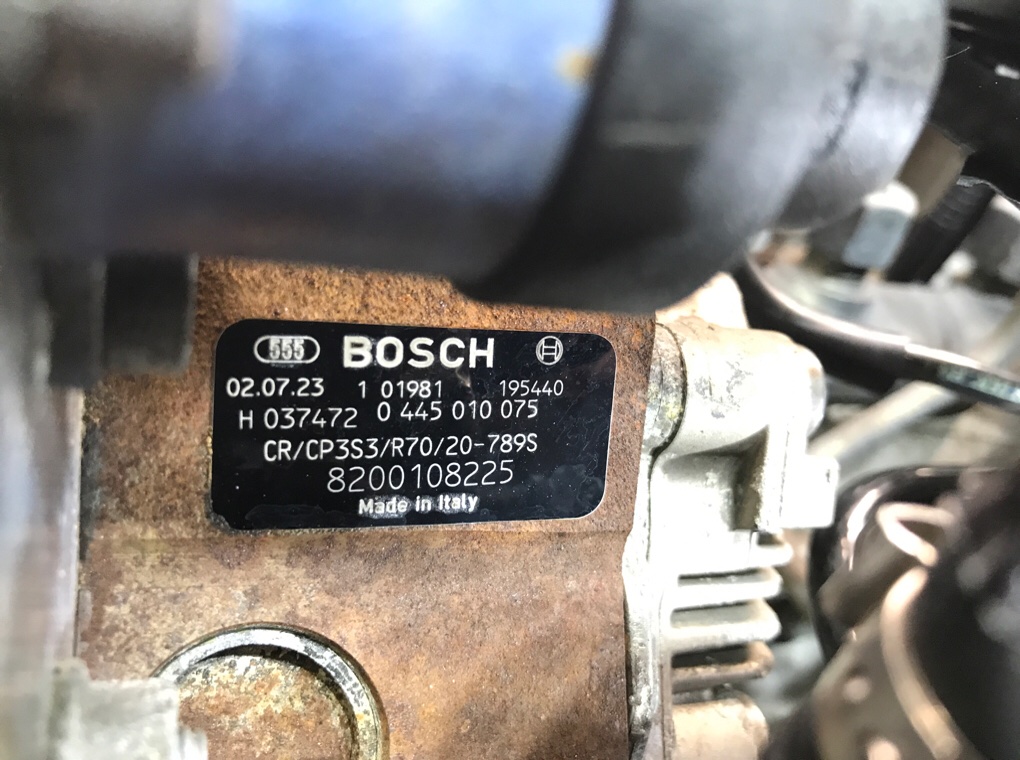 555 BOSCH
02.07.23 1 01981 195440
H 037472 0 445 010 075
CR/CP3S3/R70/20-789S
8200108225
Made in Italy